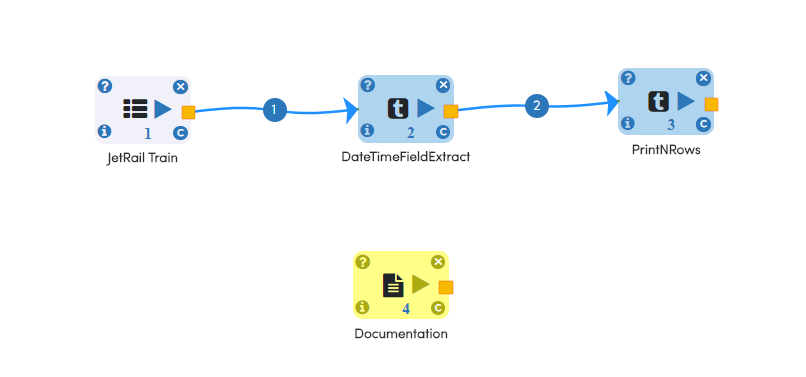 ? ×
1
i 1 C
JetRail Train
? ×
t
i 2 C
DateTimeFieldExtract
2
? ×
t
i 3 C
PrintNRows
? ×
i 4 C
Documentation